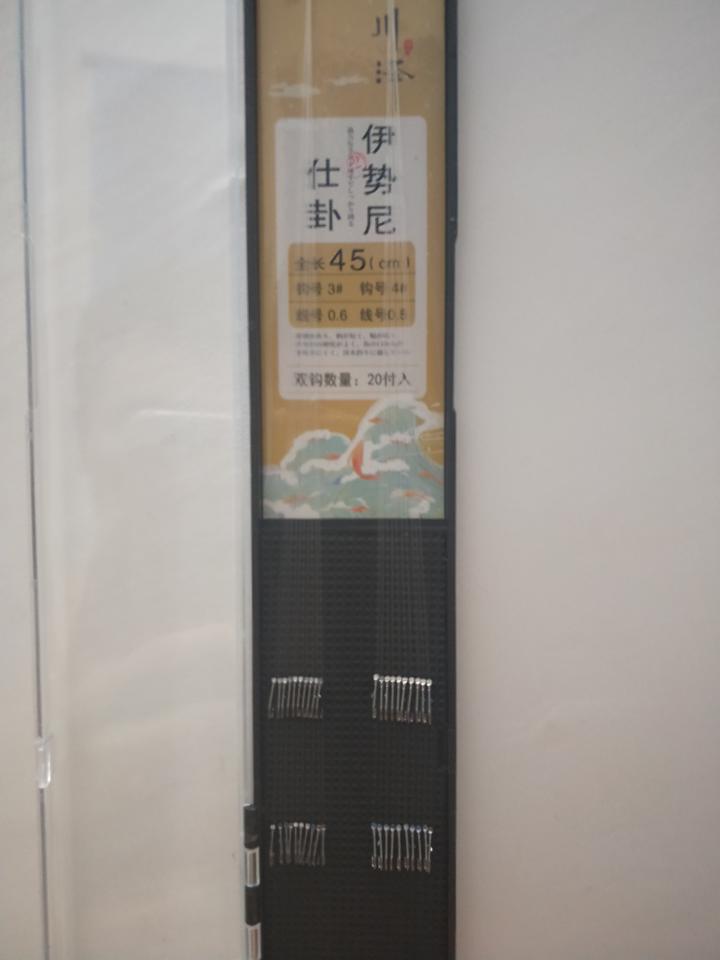 川泽
伊势尼
仕卦
全长45(cm)
钩号 3# 钩号 4#
线号 0.6 线号0.5
双钩数量：20付入